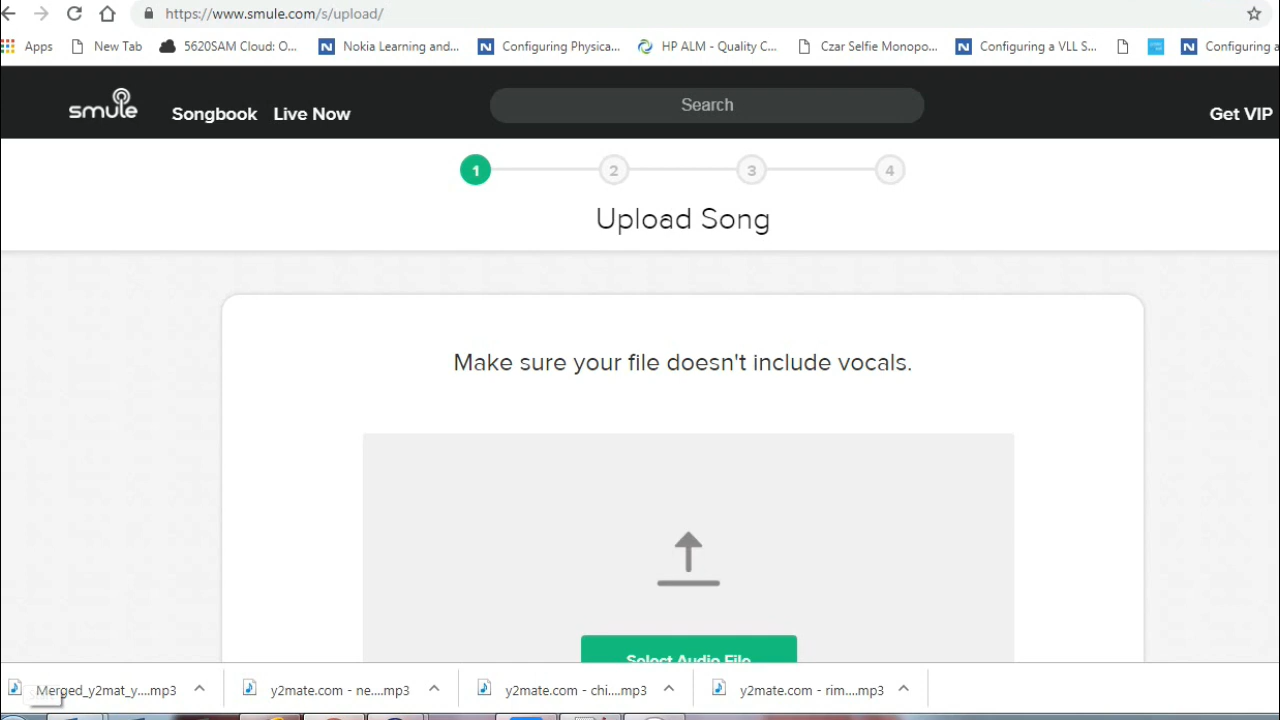 https://www.smule.com/s/upload/
Apps New Tab 5620SAM Cloud: O... Nokia Learning and... Configuring Physica... HP ALM - Quality C... Czar Selfie Monopo... Configuring a VLL S... Configuring a
smule Songbook Live Now Search Get VIP
1 2 3 4
Upload Song
Make sure your file doesn't include vocals.
Select Audio File
Merged_y2mat_y....mp3 y2mate.com - ne....mp3 y2mate.com - chi....mp3 y2mate.com - rim....mp3